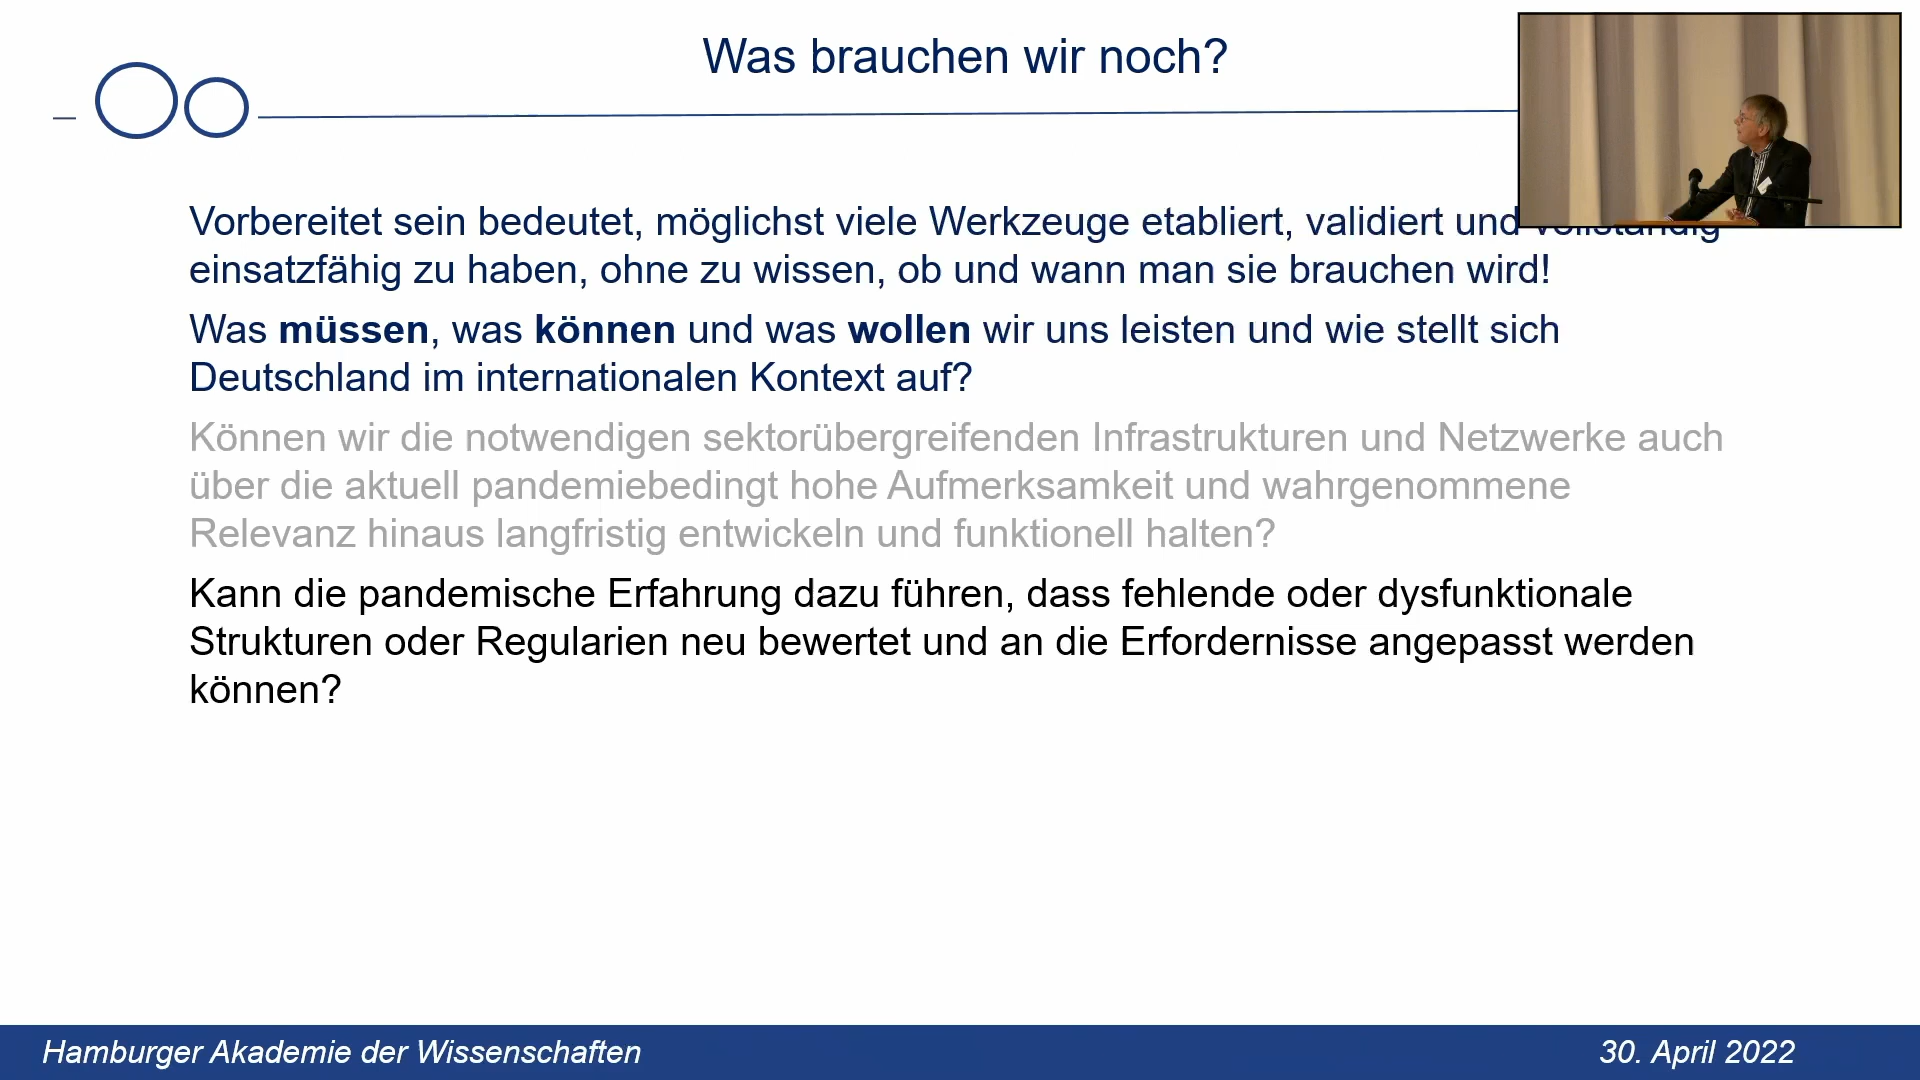 Was brauchen wir noch?
Vorbereitet sein bedeutet, möglichst viele Werkzeuge etabliert, validiert und vollständig
einsatzfähig zu haben, ohne zu wissen, ob und wann man sie brauchen wird!
Was müssen, was können und was wollen wir uns leisten und wie stellt sich
Deutschland im internationalen Kontext auf?
Können wir die notwendigen sektorübergreifenden Infrastrukturen und Netzwerke auch
über die aktuell pandemiebedingt hohe Aufmerksamkeit und wahrgenommene
Relevanz hinaus langfristig entwickeln und funktionell halten?
Kann die pandemische Erfahrung dazu führen, dass fehlende oder dysfunktionale
Strukturen oder Regularien neu bewertet und an die Erfordernisse angepasst werden
können?
Hamburger Akademie der Wissenschaften
30. April 2022